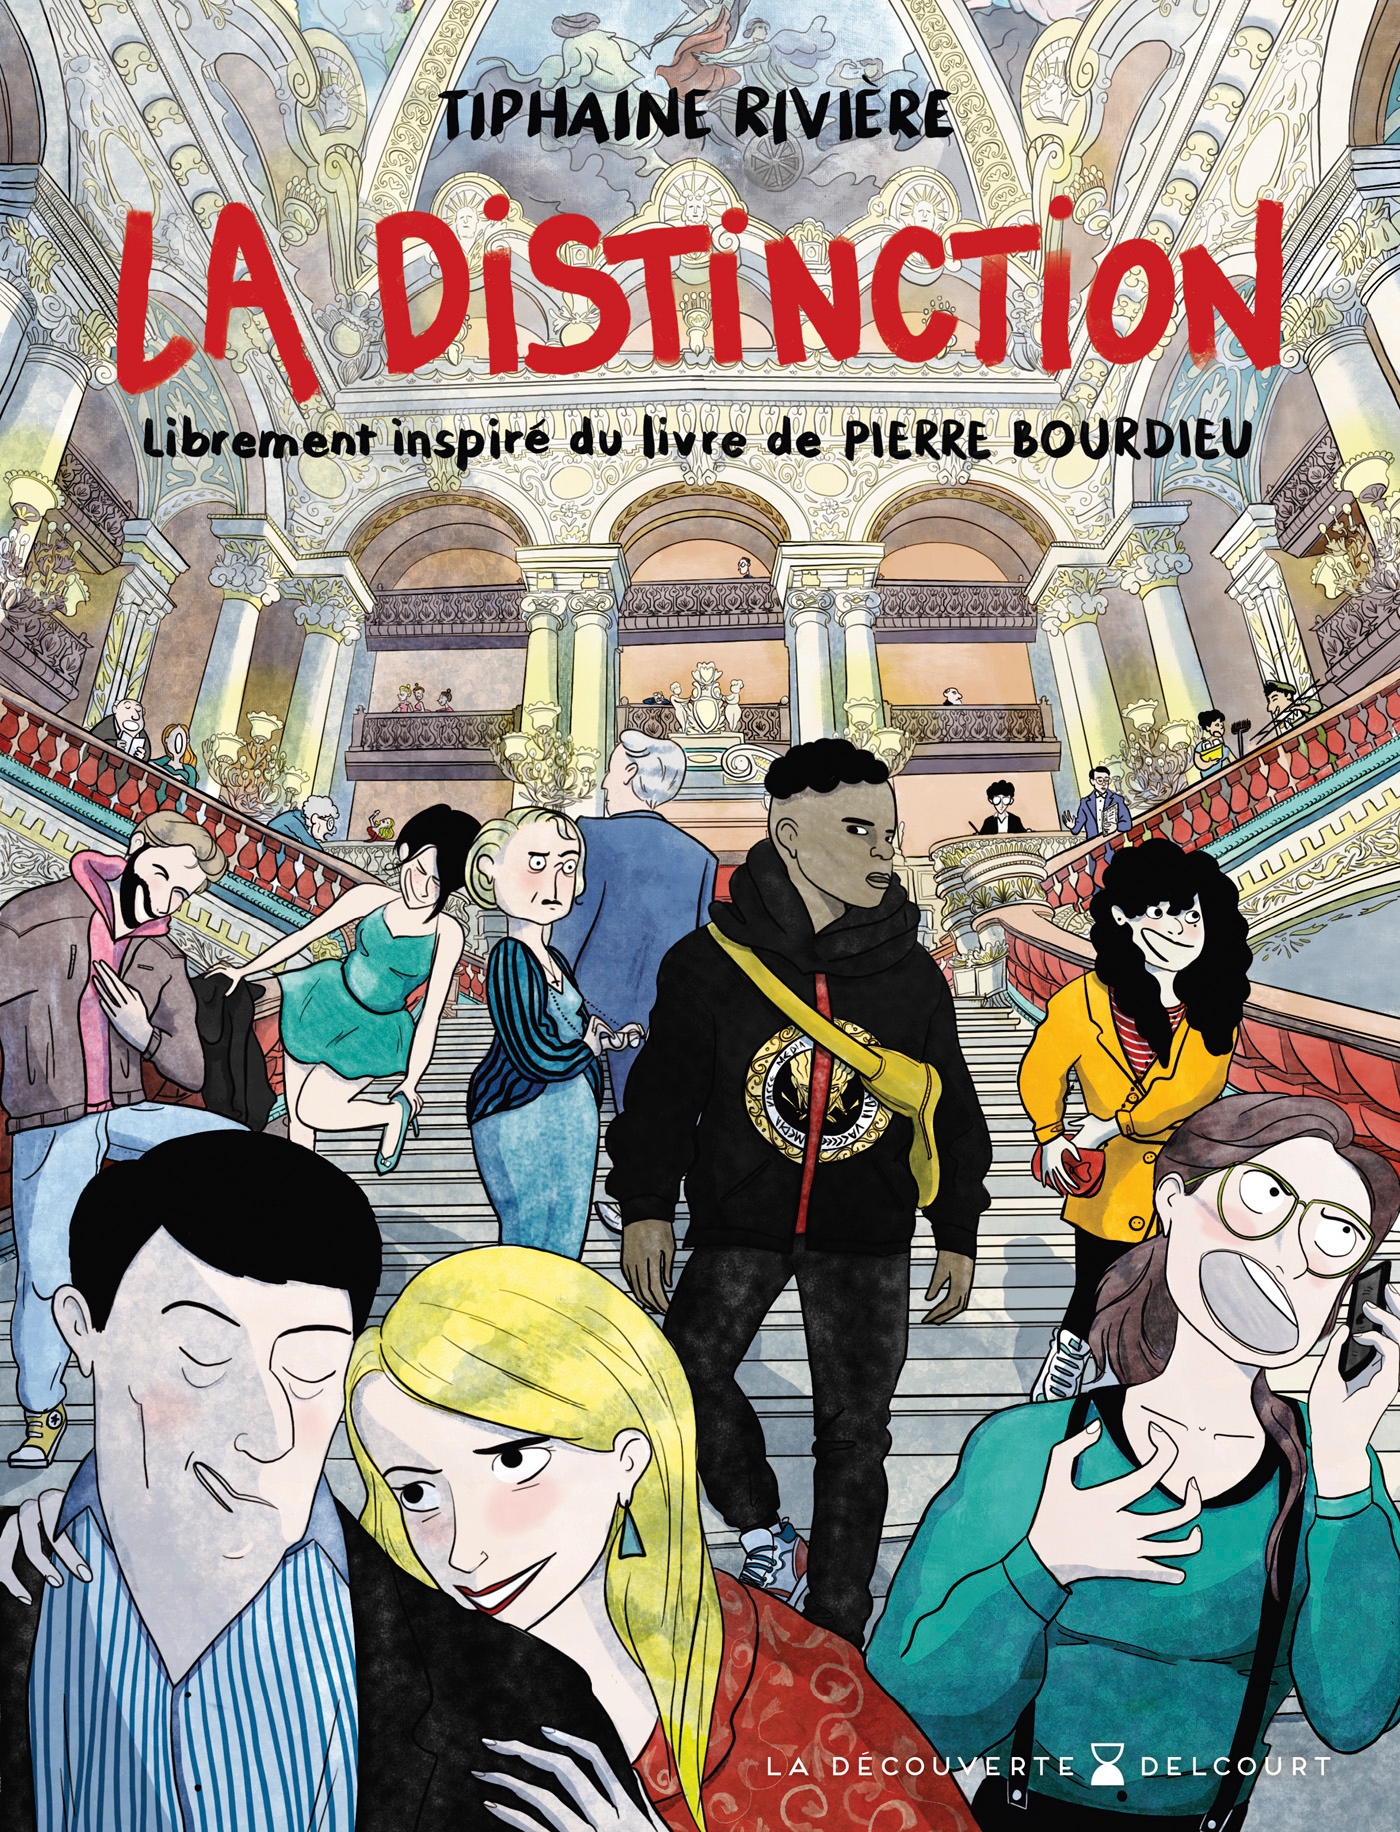 TIPHAINE RIVIÈRE
LA DiSTiNCTiON
Librement inspiré du livre de PIERRE BOURDIEU
LA DÉCOUVERTE DELCOURT